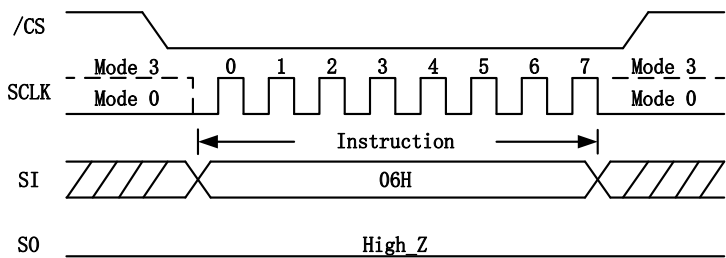 /CS
Mode 3 0 1 2 3 4 5 6 7 Mode 3
SCLK
Mode 0 Mode 0
Instruction
SI 06H
SO High_Z